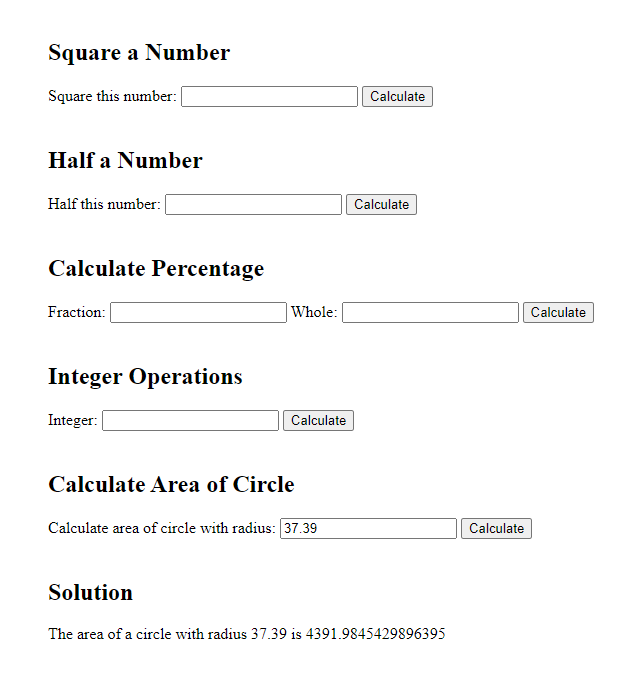 Square a Number
Square this number: Calculate
Half a Number
Half this number: Calculate
Calculate Percentage
Fraction: Whole: Calculate
Integer Operations
Integer: Calculate
Calculate Area of Circle
Calculate area of circle with radius: 37.39 Calculate
Solution
The area of a circle with radius 37.39 is 4391.9845429896395